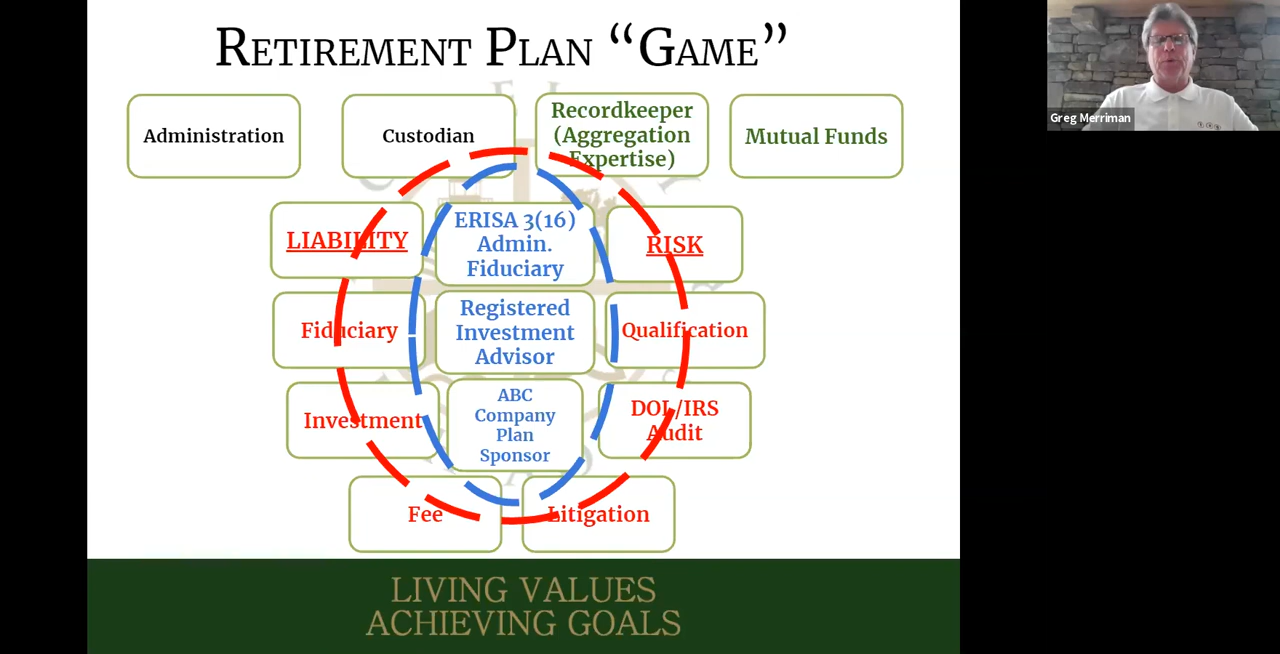 RETIREMENT PLAN “GAME”
Greg Merriman
Administration
Custodian
Recordkeeper
(Aggregation
Expertise)
Mutual Funds
LIABILITY
ERISA 3(16)
Admin.
Fiduciary
RISK
Fiduciary
Registered
Investment
Advisor
Qualification
Investment
ABC
Company
Plan
Sponsor
DOL/IRS
Audit
Fee
Litigation
LIVING VALUES
ACHIEVING GOALS